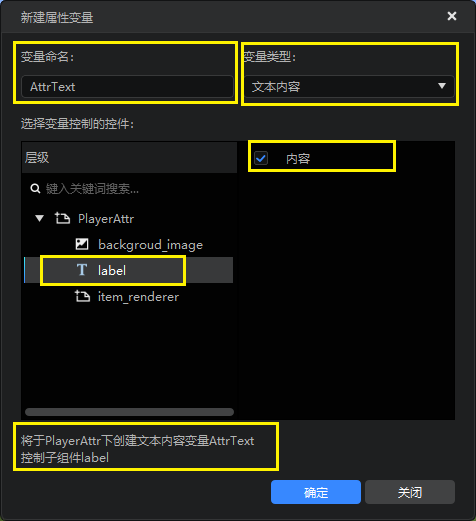 新建属性变量
变量命名：
变量类型：
AttrText
文本内容
选择变量控制的控件：
层级
内容
键入关键词搜索...
PlayerAttr
backgroud_image
T label
item_renderer
将于PlayerAttr下创建文本内容变量AttrText
控制子组件label
确定
关闭